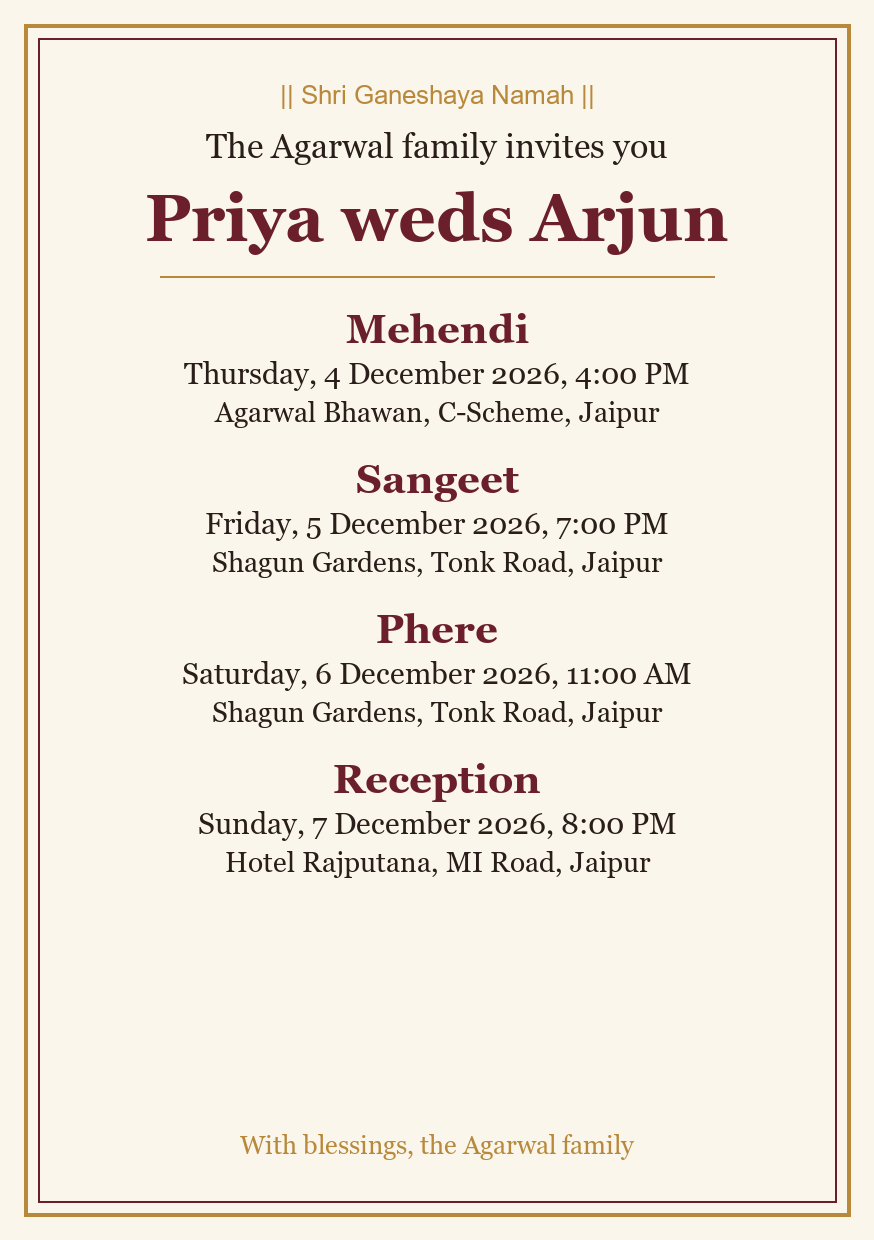 || Shri Ganeshaya Namah ||
The Agarwal family invites you
Priya weds Arjun
Mehendi
Thursday, 4 December 2026, 4:00 PM
Agarwal Bhawan, C-Scheme, Jaipur
Sangeet
Friday, 5 December 2026, 7:00 PM
Shagun Gardens, Tonk Road, Jaipur
Phere
Saturday, 6 December 2026, 11:00 AM
Shagun Gardens, Tonk Road, Jaipur
Reception
Sunday, 7 December 2026, 8:00 PM
Hotel Rajputana, MI Road, Jaipur
With blessings, the Agarwal family